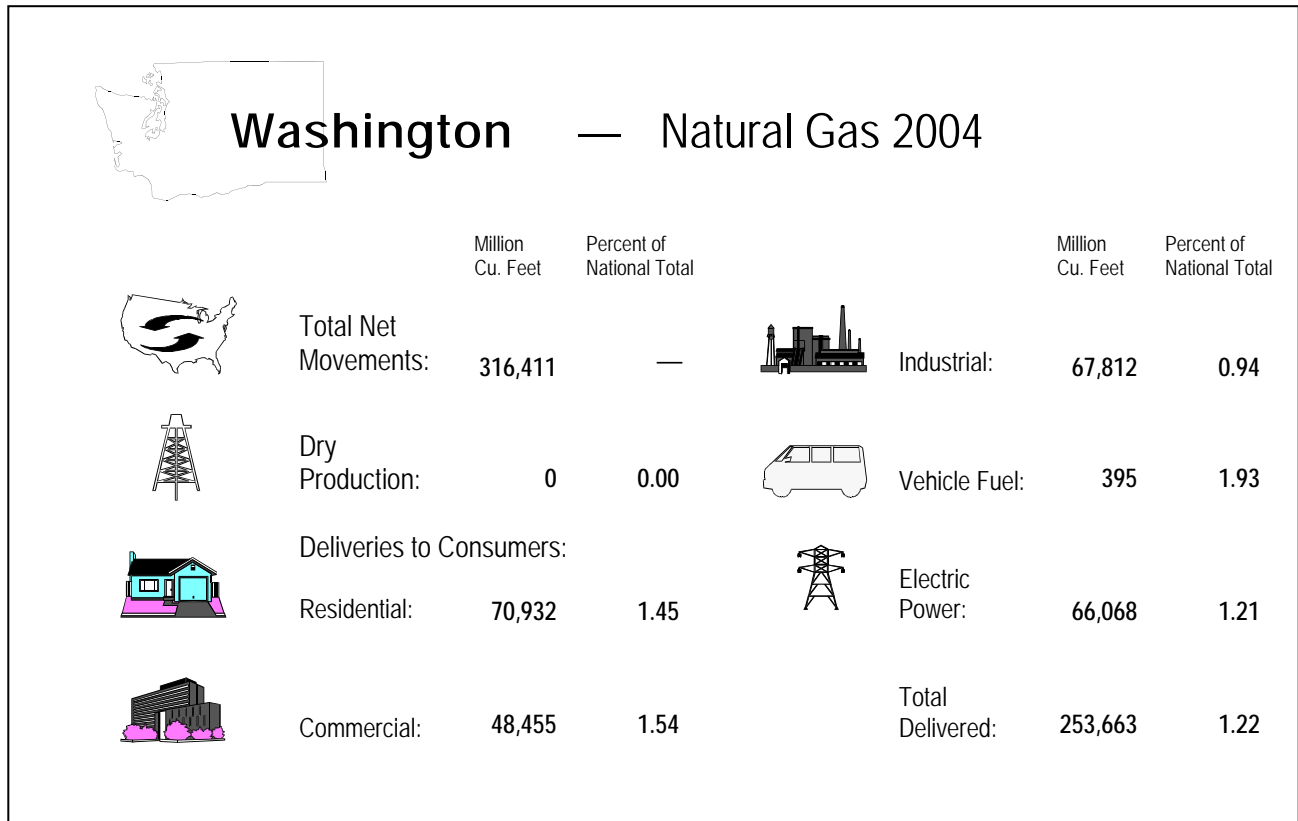 Washington — Natural Gas 2004
Million
Cu. Feet
Percent of
National Total
Total Net
Movements: 316,411 —
Dry
Production: 0 0.00
Deliveries to Consumers:
Residential: 70,932 1.45
Commercial: 48,455 1.54
Million
Cu. Feet
Percent of
National Total
Industrial: 67,812 0.94
Vehicle Fuel: 395 1.93
Electric
Power: 66,068 1.21
Total
Delivered: 253,663 1.22